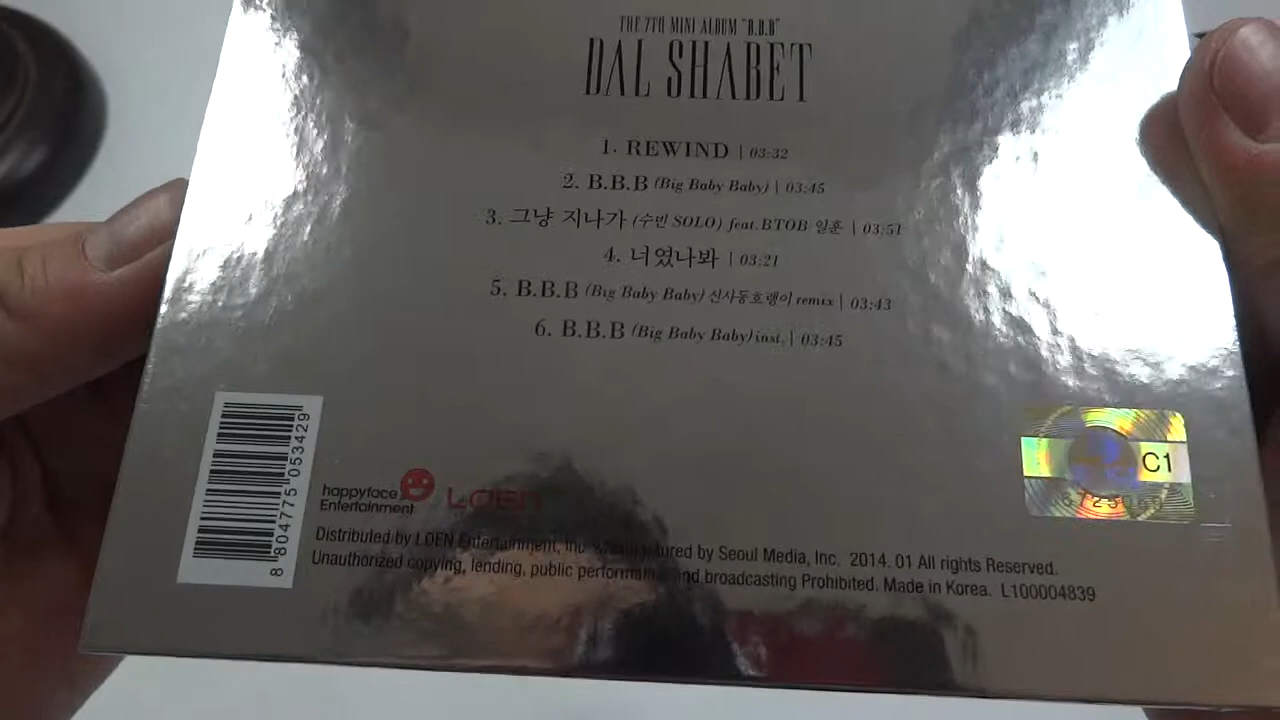 THE 7TH MINI ALBUM "B.B.B"
DAL SHABET
1. REWIND | 03:32
2. B.B.B (Big Baby Baby) | 03:45
3. 그냥 지나가 (수빈 SOLO) feat. BTOB 일훈 | 03:51
4. 너였나봐 | 03:21
5. B.B.B (Big Baby Baby) 신사동호랭이 remix | 03:43
6. B.B.B (Big Baby Baby) inst. | 03:45
8 804775 053429
happyface
Entertainment
LOEN
C1
Distributed by LOEN Entertainment, Inc. by Seoul Media, Inc. 2014. 01 All rights Reserved.
Unauthorized copying, lending, public and broadcasting Prohibited. Made in Korea. L100004839